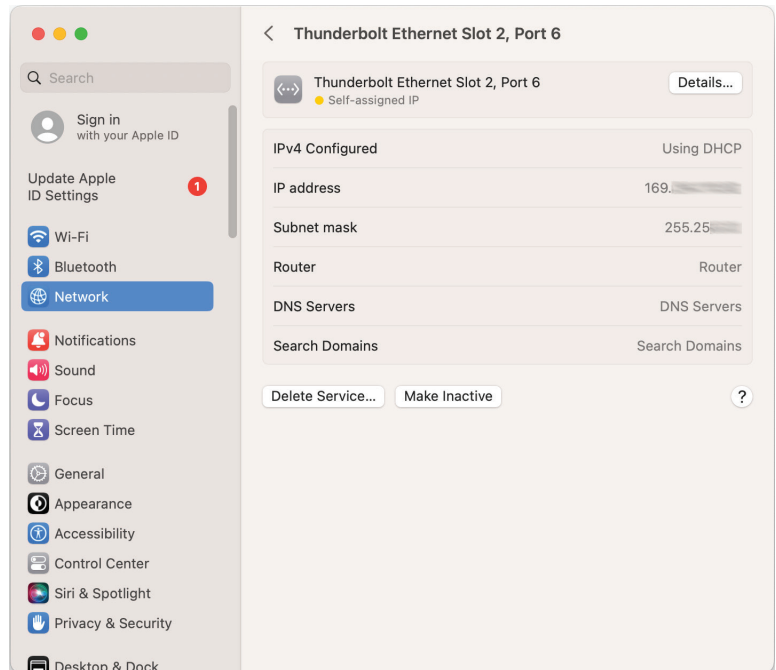 Search
Sign in
with your Apple ID
Update Apple
ID Settings
1
Wi-Fi
Bluetooth
Network
Notifications
Sound
Focus
Screen Time
General
Appearance
Accessibility
Control Center
Siri & Spotlight
Privacy & Security
Desktop & Dock
Thunderbolt Ethernet Slot 2, Port 6
Thunderbolt Ethernet Slot 2, Port 6
Self-assigned IP
Details...
IPv4 Configured Using DHCP
IP address 169.
Subnet mask 255.25
Router Router
DNS Servers DNS Servers
Search Domains Search Domains
Delete Service... Make Inactive ?